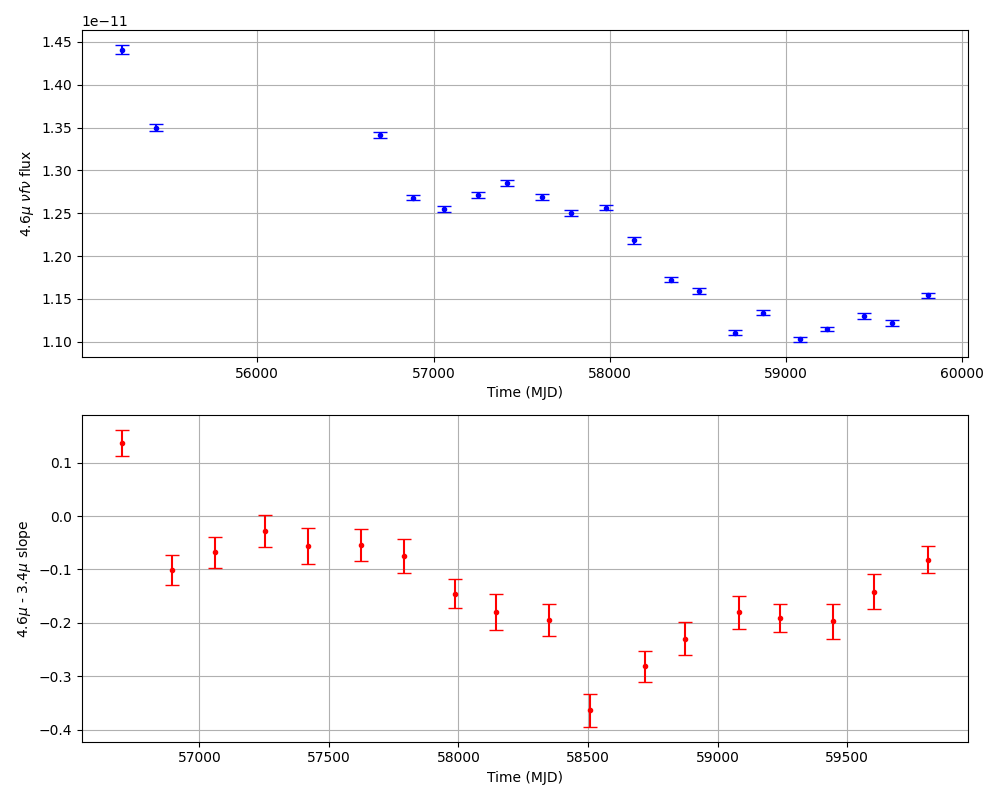 1e−11
1.45
1.40
1.35
1.30
1.25
1.20
1.15
1.10
4.6μ νfν flux
56000 57000 58000 59000 60000
Time (MJD)
0.1
0.0
−0.1
−0.2
−0.3
−0.4
4.6μ - 3.4μ slope
57000 57500 58000 58500 59000 59500
Time (MJD)